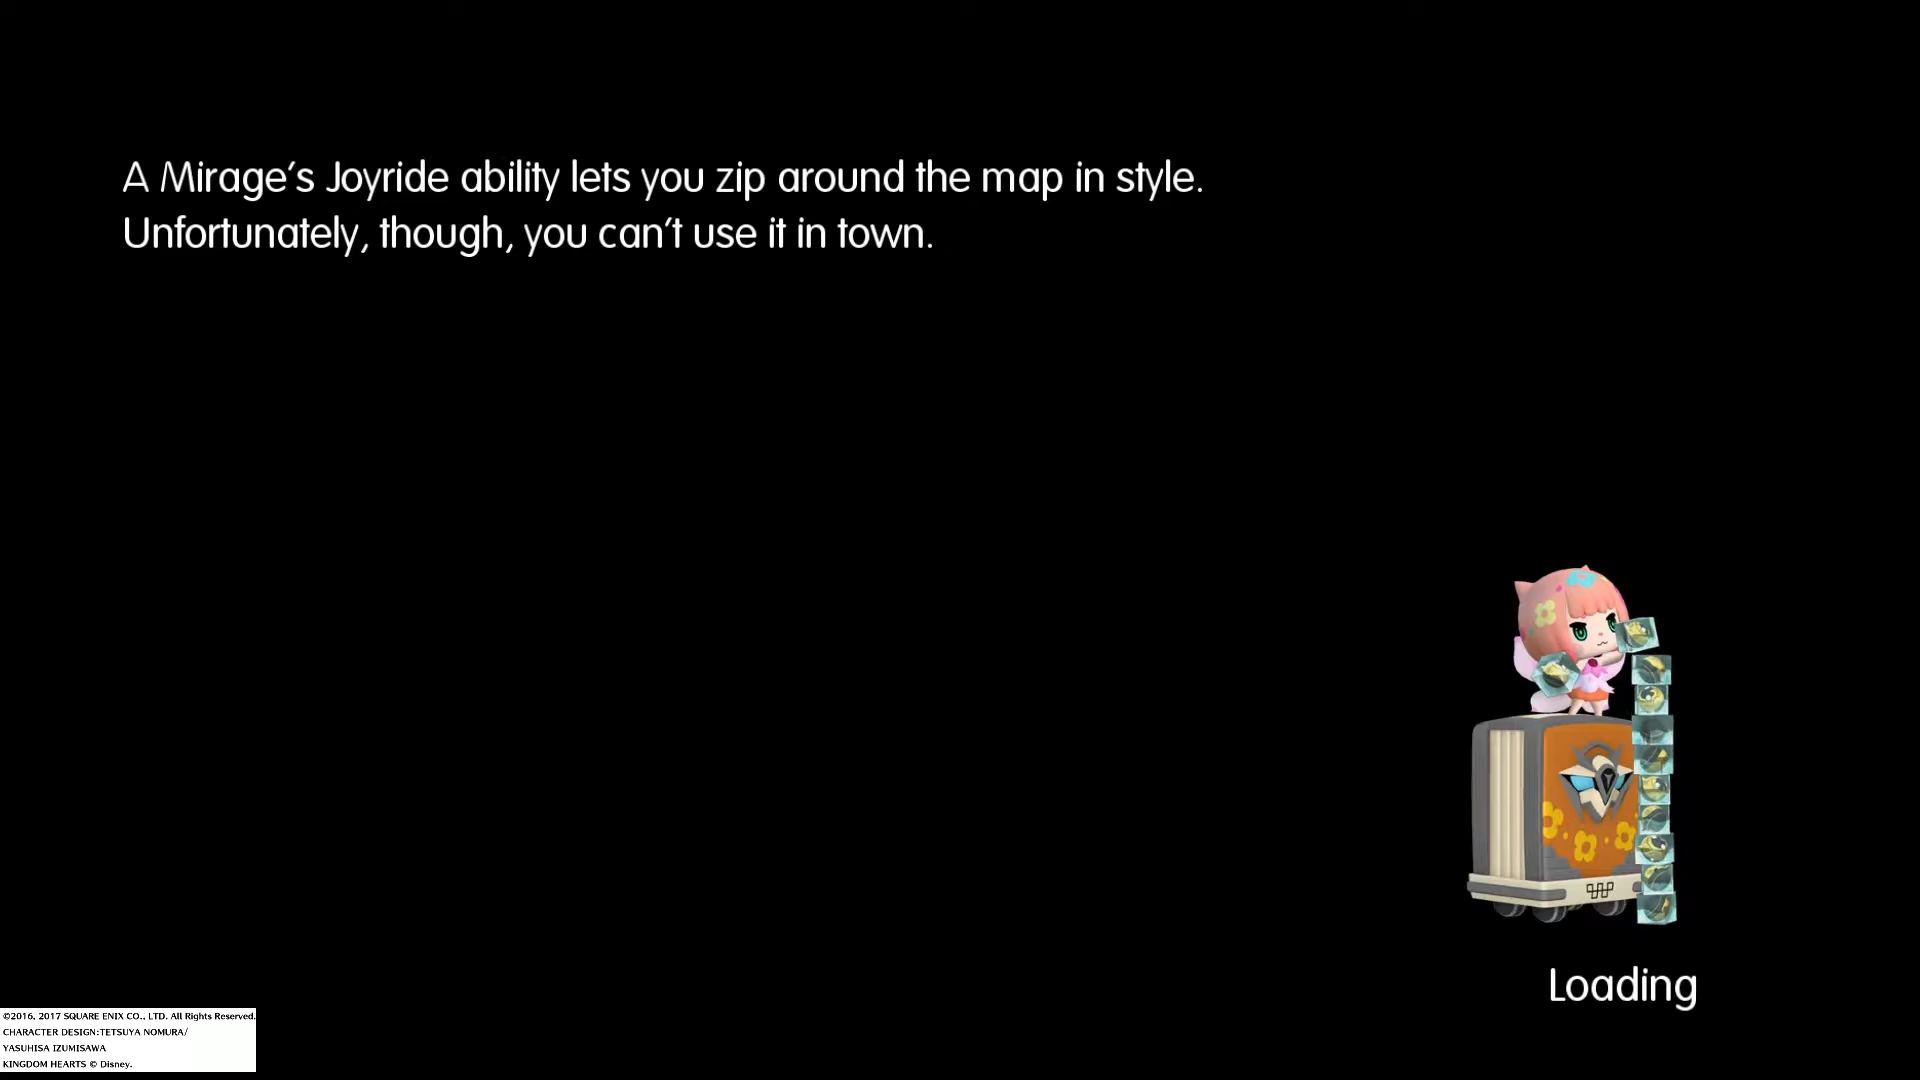 A Mirage's Joyride ability lets you zip around the map in style.
Unfortunately, though, you can't use it in town.
Loading
©2016, 2017 SQUARE ENIX CO., LTD. All Rights Reserved.
CHARACTER DESIGN:TETSUYA NOMURA/
YASUHISA IZUMISAWA
KINGDOM HEARTS © Disney.